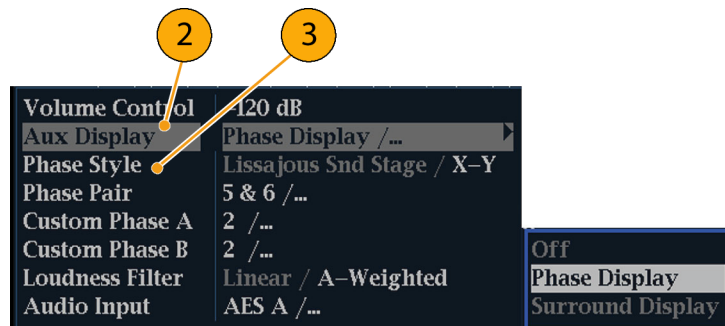 2 3
Volume Control -120 dB
Aux Display Phase Display /...
Phase Style Lissajous Snd Stage / X-Y
Phase Pair 5 & 6 /...
Custom Phase A 2 /...
Custom Phase B 2 /...
Loudness Filter Linear / A-Weighted
Audio Input AES A /...
Off
Phase Display
Surround Display